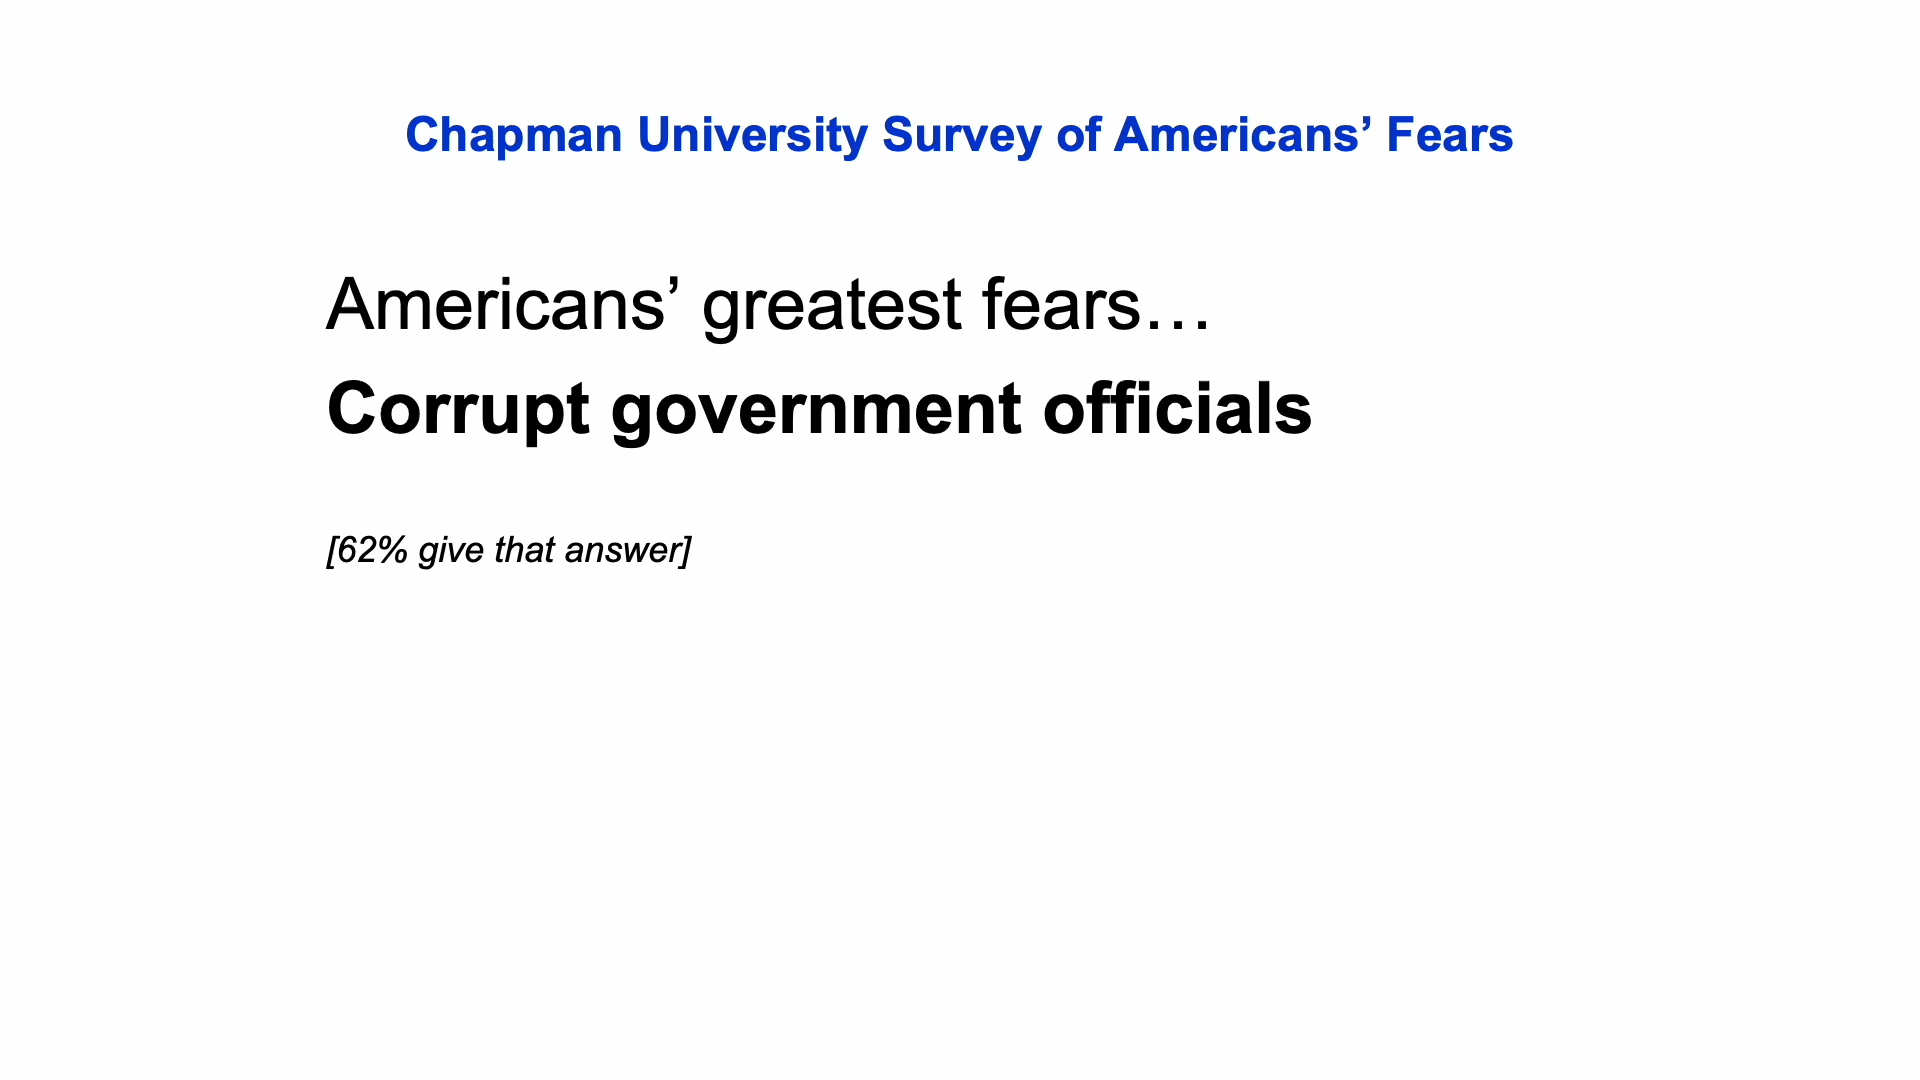 Chapman University Survey of Americans’ Fears
Americans’ greatest fears…
Corrupt government officials
[62% give that answer]